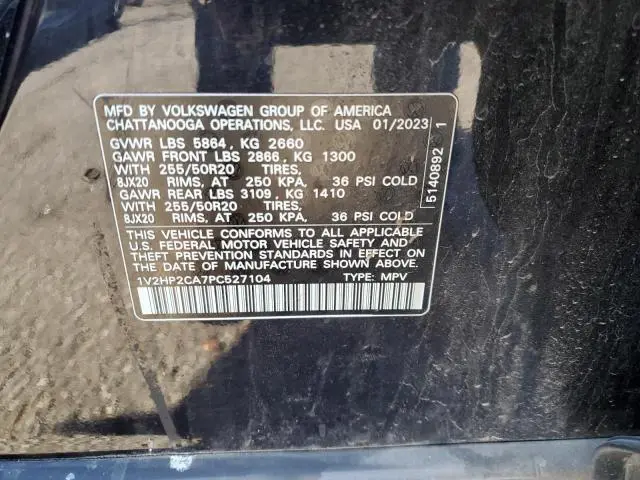 MFD BY VOLKSWAGEN GROUP OF AMERICA
CHATTANOOGA OPERATIONS, LLC. USA 01/2023
GVWR LBS 5864, KG 2660
GAWR FRONT LBS 2866, KG 1300
WITH 255/50R20 TIRES,
8JX20 RIMS, AT 250 KPA, 36 PSI COLD
GAWR REAR LBS 3109, KG 1410
WITH 255/50R20 TIRES,
8JX20 RIMS, AT 250 KPA, 36 PSI COLD
THIS VEHICLE CONFORMS TO ALL APPLICABLE
U.S. FEDERAL MOTOR VEHICLE SAFETY AND
THEFT PREVENTION STANDARDS IN EFFECT ON
THE DATE OF MANUFACTURE SHOWN ABOVE.
1V2HP2CA7PC527104 TYPE: MPV
5140892 1